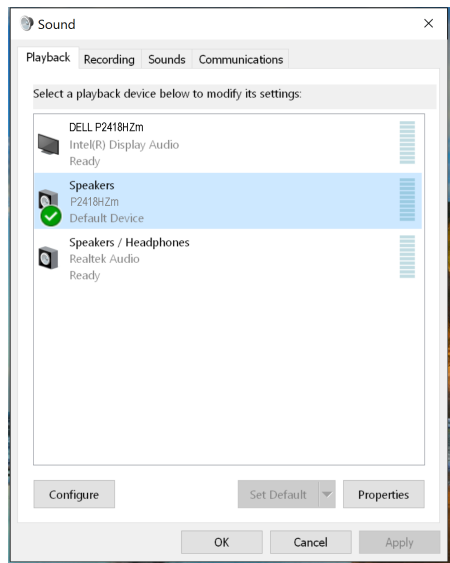 Sound
Playback Recording Sounds Communications
Select a playback device below to modify its settings:
DELL P2418HZm
Intel(R) Display Audio
Ready
Speakers
P2418HZm
Default Device
Speakers / Headphones
Realtek Audio
Ready
Configure Set Default Properties
OK Cancel Apply